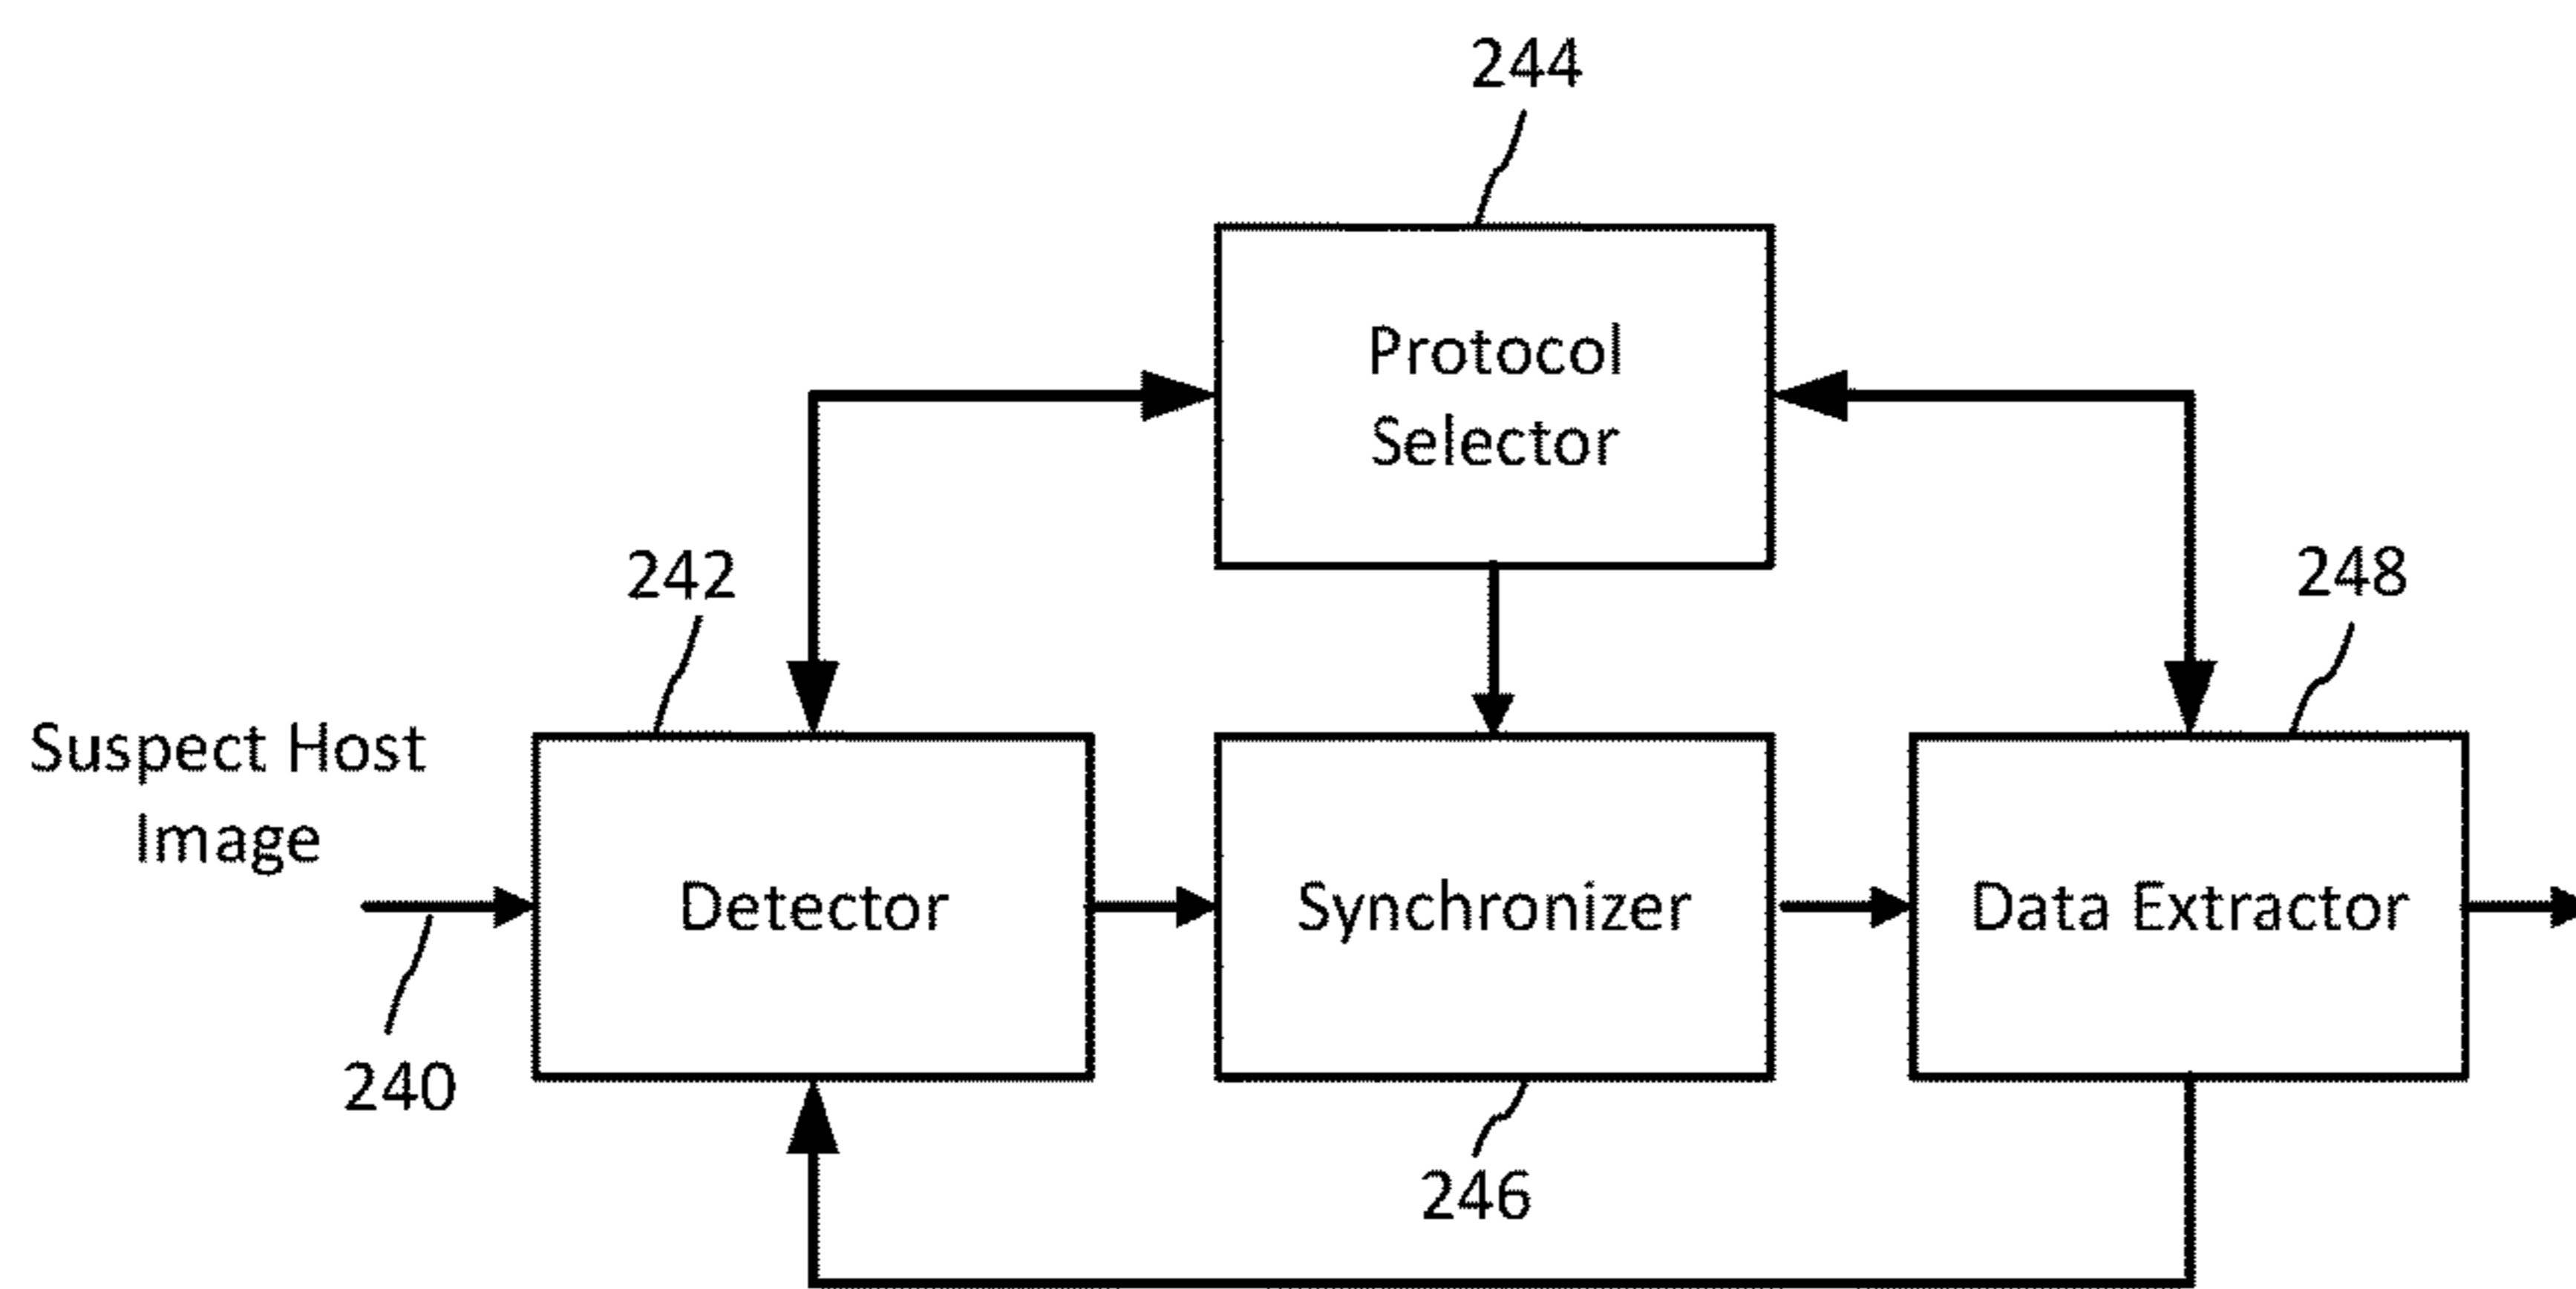 244
Protocol
Selector
242
248
Suspect Host
Image
Detector
Synchronizer
Data Extractor
240
246